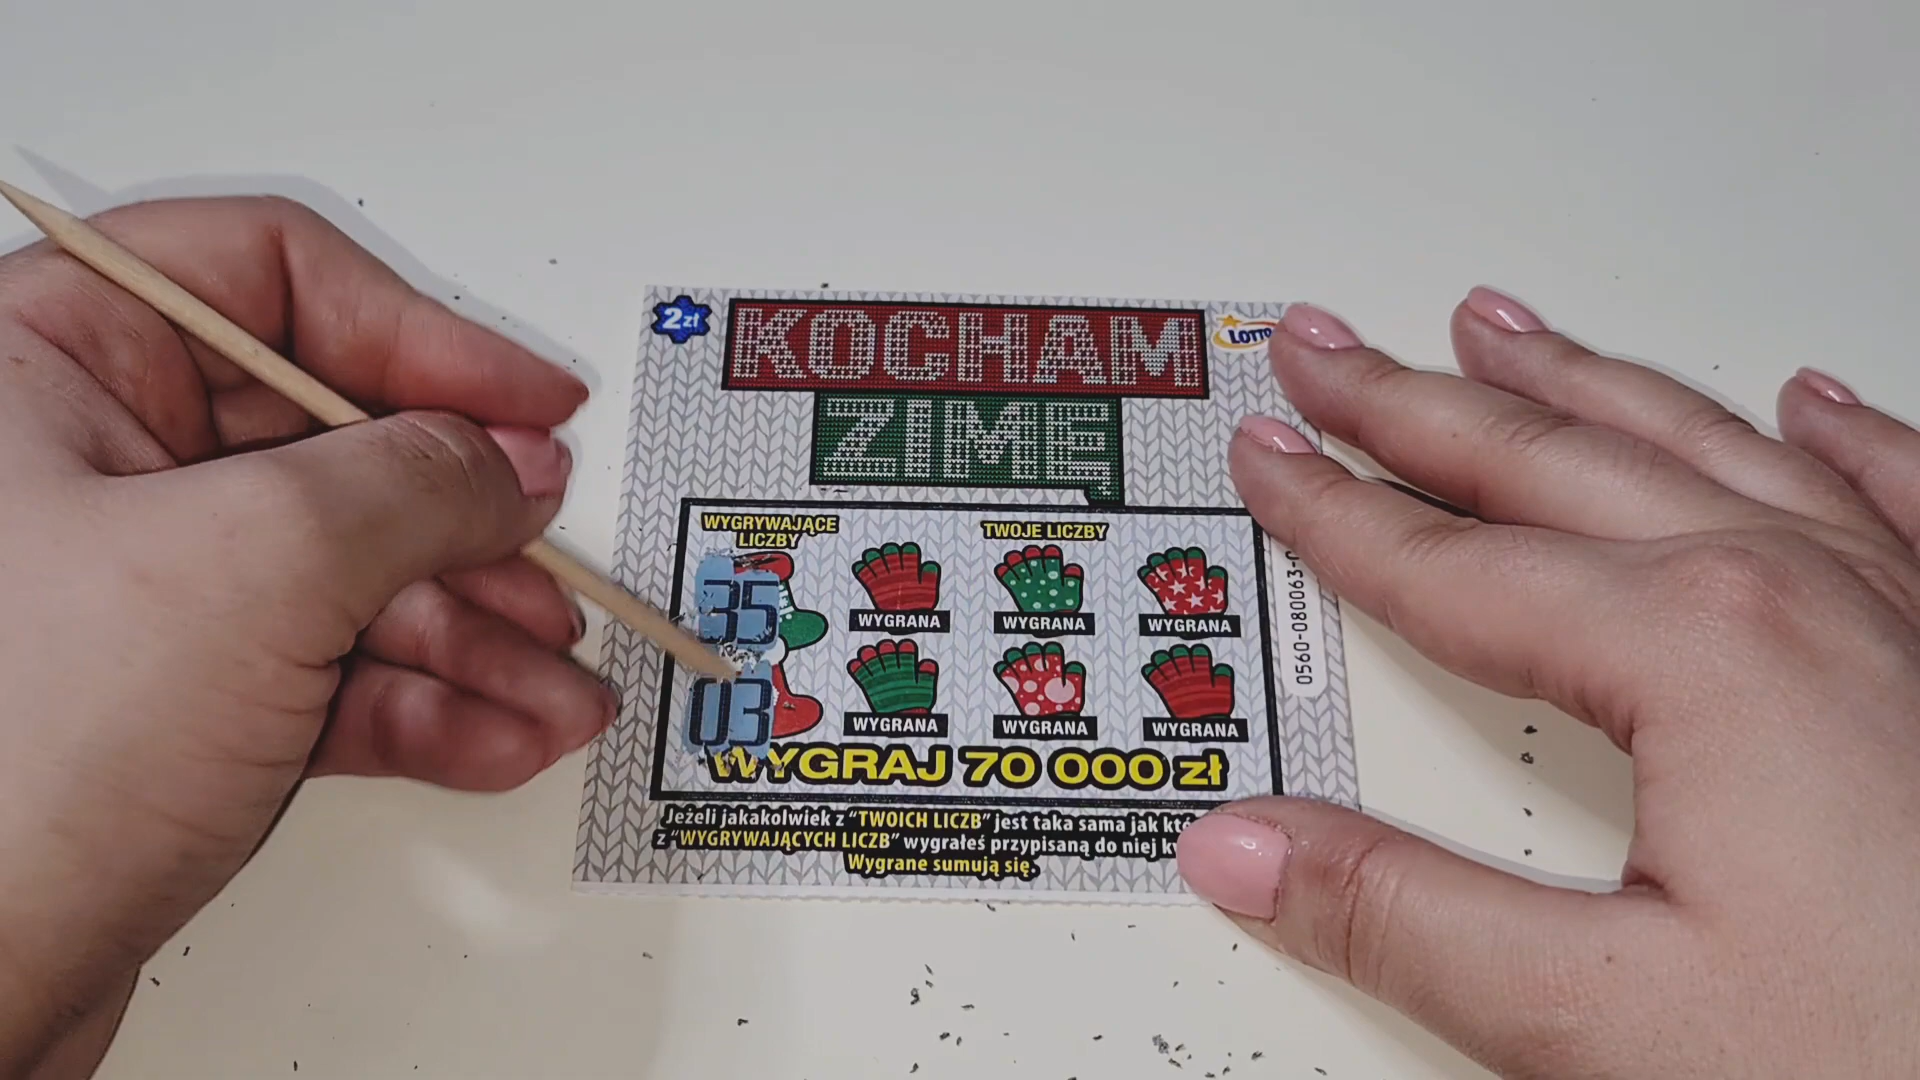 2zł
KOCHAM
LOTTO
ZIMĘ
WYGRYWAJĄCE
LICZBY
TWOJE LICZBY
35
WYGRANA WYGRANA WYGRANA
03
WYGRANA WYGRANA WYGRANA
WYGRAJ 70 000 zł
0560-080063-
Jeżeli jakakolwiek z "TWOICH LICZB" jest taka sama jak
z "WYGRYWAJĄCYCH LICZB" wygrałeś przypisaną do niej
Wygrane sumują się.